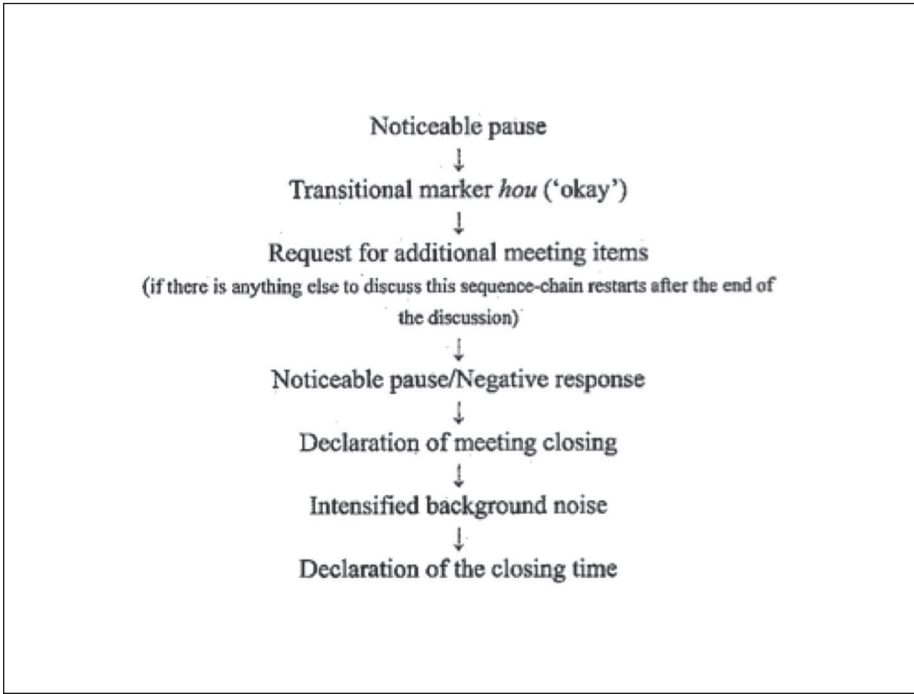 Noticeable pause
↓
Transitional marker hou (‘okay’)
↓
Request for additional meeting items
(if there is anything else to discuss this sequence-chain restarts after the end of
the discussion)
↓
Noticeable pause/Negative response
↓
Declaration of meeting closing
↓
Intensified background noise
↓
Declaration of the closing time